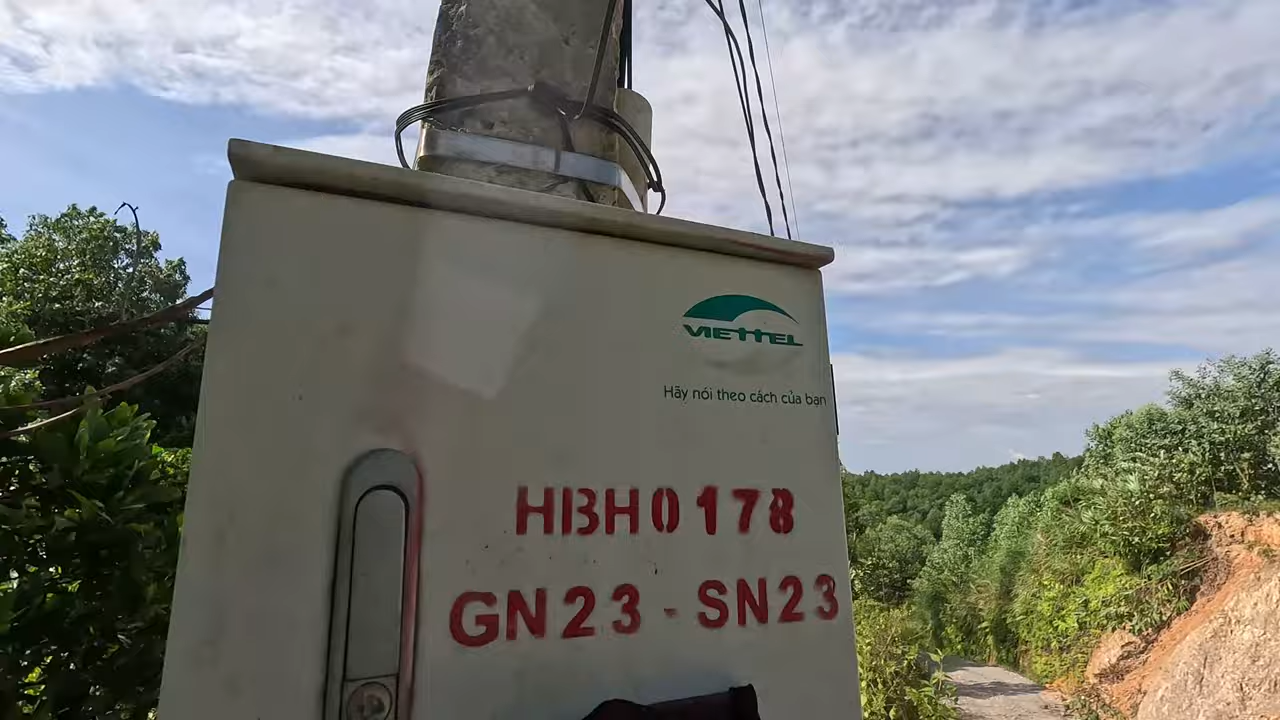 VIETTEL
Hãy nói theo cách của bạn
HBH0178
GN23 - SN23